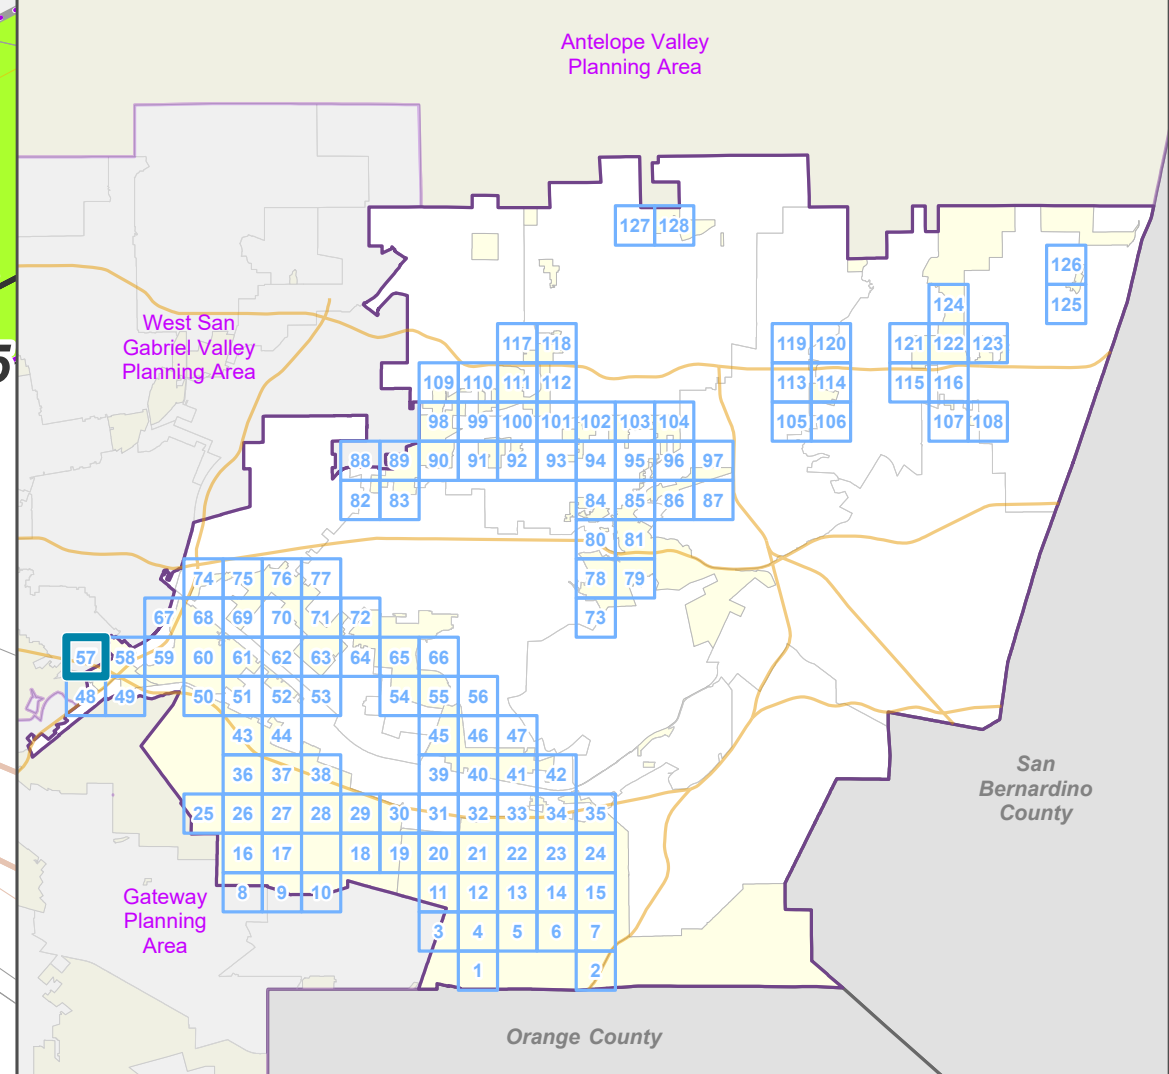 Antelope Valley
Planning Area
127 128
126
124 125
West San
Gabriel Valley
Planning Area
117 118 119 120 121 122 123
5
109 110 111 112 113 114 115 116
98 99 100 101 102 103 104 105 106 107 108
88 89 90 91 92 93 94 95 96 97
82 83 84 85 86 87
80 81
74 75 76 77 78 79
67 68 69 70 71 72 73
57 58 59 60 61 62 63 64 65 66
48 49 50 51 52 53 54 55 56
43 44 45 46 47
36 37 38 39 40 41 42
San
Bernardino
County
25 26 27 28 29 30 31 32 33 34 35
16 17 18 19 20 21 22 23 24
8 9 10 11 12 13 14 15
Gateway
Planning
Area
3 4 5 6 7
1 2
Orange County